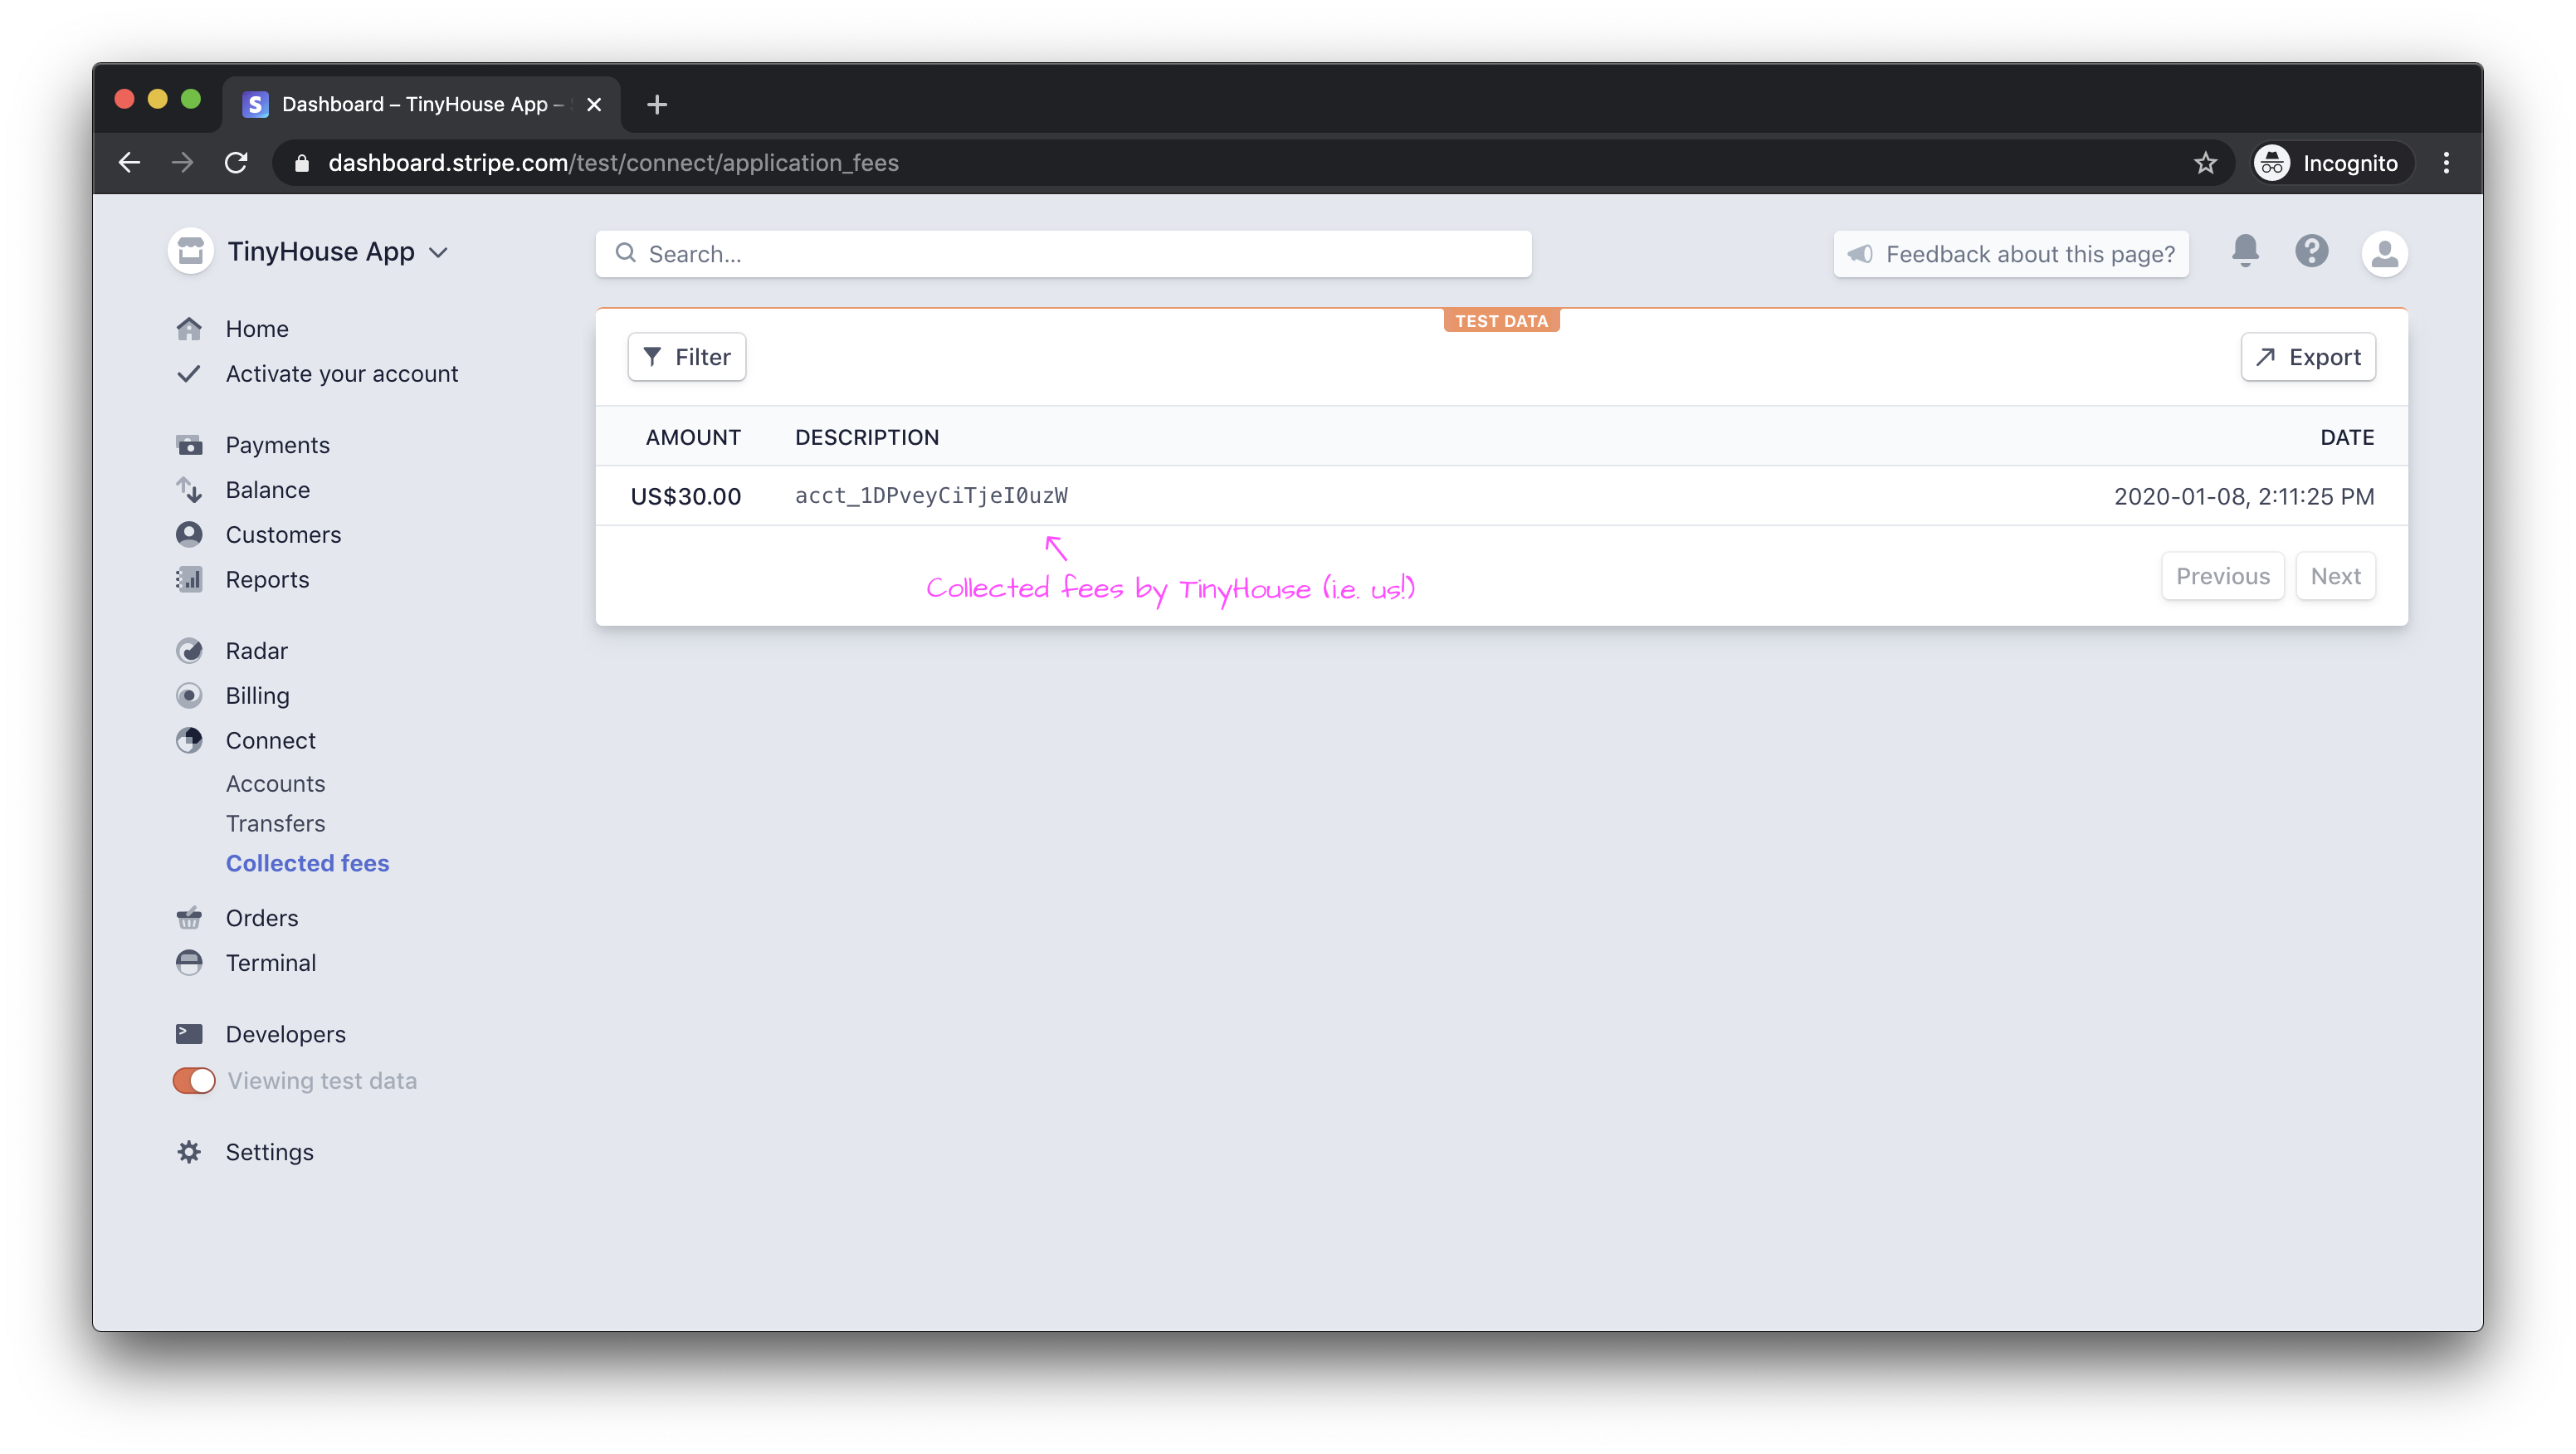 Dashboard – TinyHouse App –
dashboard.stripe.com/test/connect/application_fees
Incognito
TinyHouse App
Search...
Feedback about this page?
Home
Activate your account
Payments
Balance
Customers
Reports
Radar
Billing
Connect
Accounts
Transfers
Collected fees
Orders
Terminal
Developers
Viewing test data
Settings
TEST DATA
Filter
Export
AMOUNT DESCRIPTION DATE
US$30.00 acct_1DPveyCiTjeI0uzW 2020-01-08, 2:11:25 PM
Collected fees by TinyHouse (i.e. us!)
Previous Next